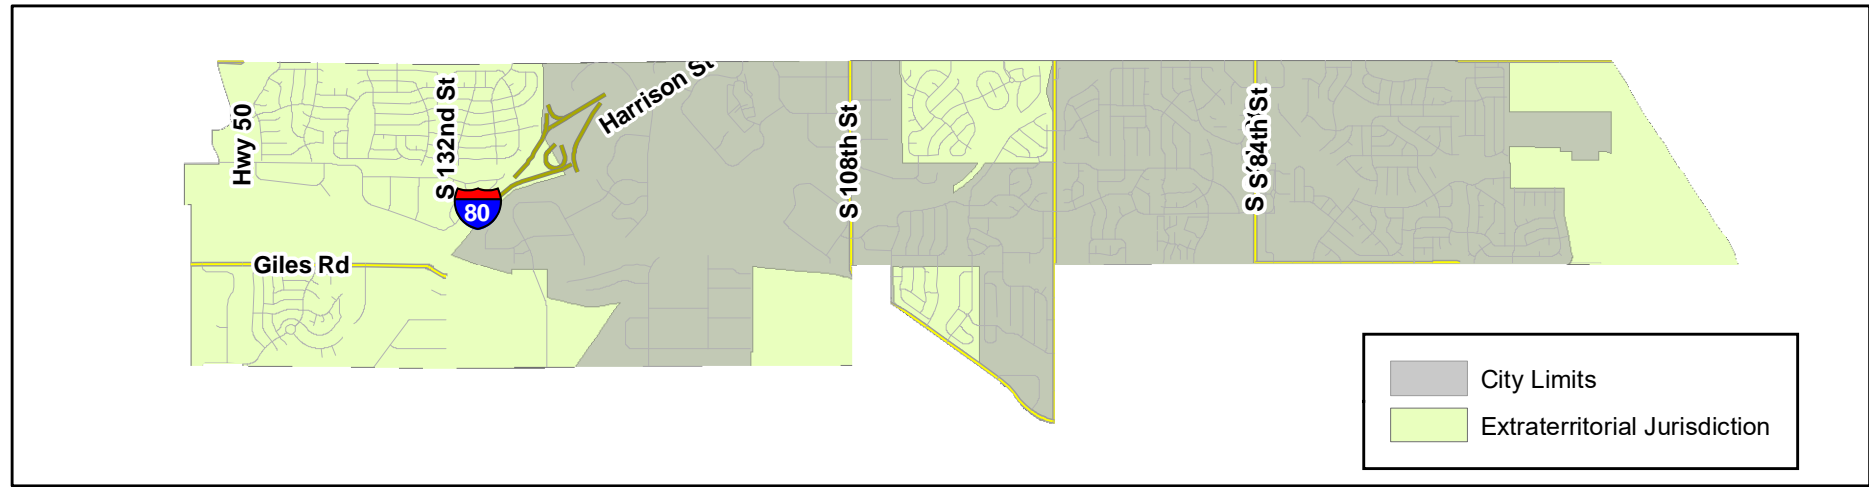 Hwy 50
S 132nd St
Harrison St
S 108th St
S 84th St
80
Giles Rd
City Limits
Extraterritorial Jurisdiction